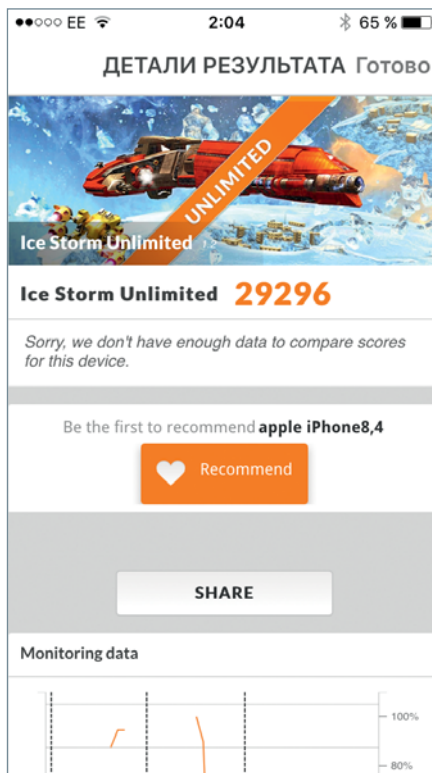 EE 2:04 65 %
ДЕТАЛИ РЕЗУЛЬТАТА Готово
UNLIMITED
Ice Storm Unlimited 1.2
Ice Storm Unlimited 29296
Sorry, we don't have enough data to compare scores
for this device.
Be the first to recommend apple iPhone8,4
Recommend
SHARE
Monitoring data
100%
80%